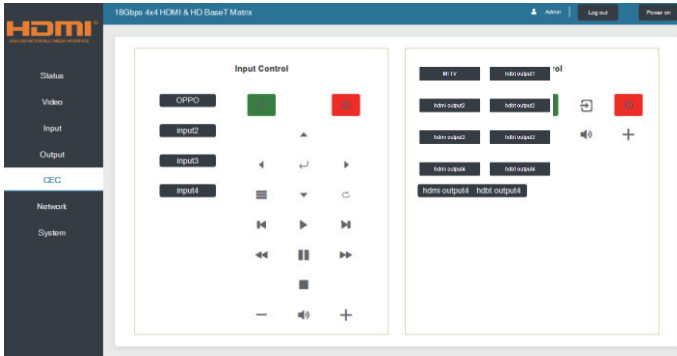 18Gbps 4x4 HDMI & HD BaseT Matrix
Admin
Log out
Power on
HDMI
Status
Video
Input
Output
CEC
Network
System
Input Control
OPPO
input2
input3
input4
rol
MI TV hdbt output1
hdmi output2 hdbt output2
hdmi output3 hdbt output3
hdmi output4 hdbt output4
hdmi output4 hdbt output4